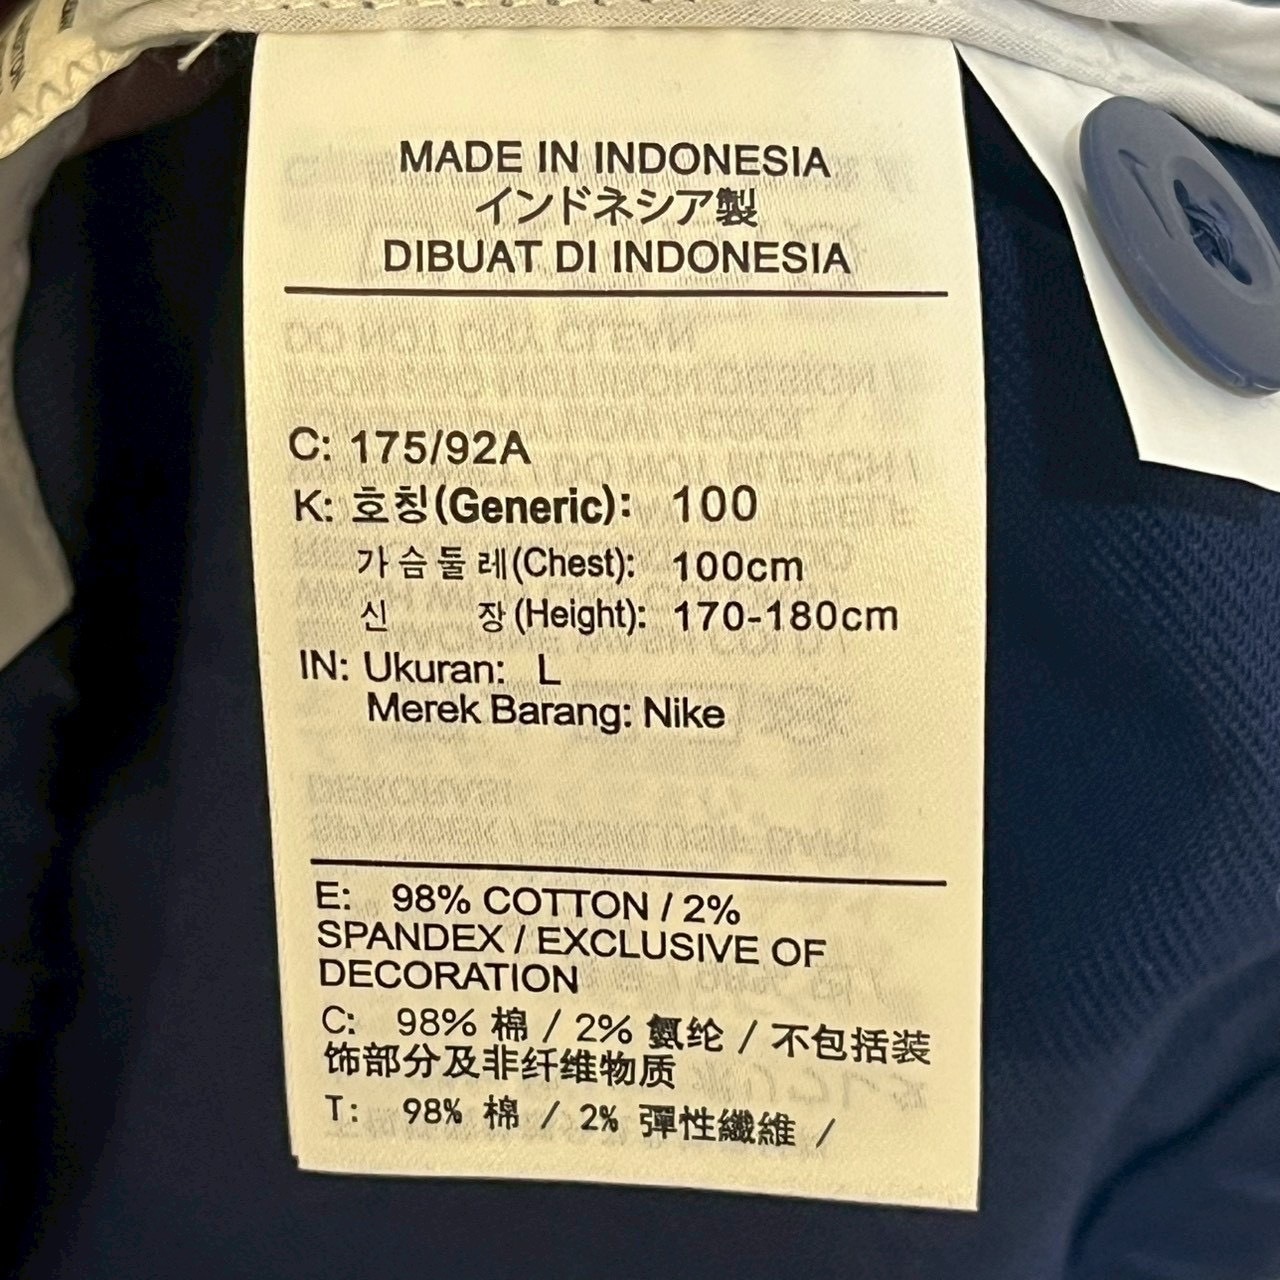 MADE IN INDONESIA
インドネシア製
DIBUAT DI INDONESIA
C: 175/92A
K: 호칭(Generic): 100
가슴둘레(Chest): 100cm
신 장(Height): 170-180cm
IN: Ukuran: L
Merek Barang: Nike
E: 98% COTTON / 2%
SPANDEX / EXCLUSIVE OF
DECORATION
C: 98% 棉 / 2% 氨纶 / 不包括装
饰部分及非纤维物质
T: 98% 棉 / 2% 彈性纖維 /